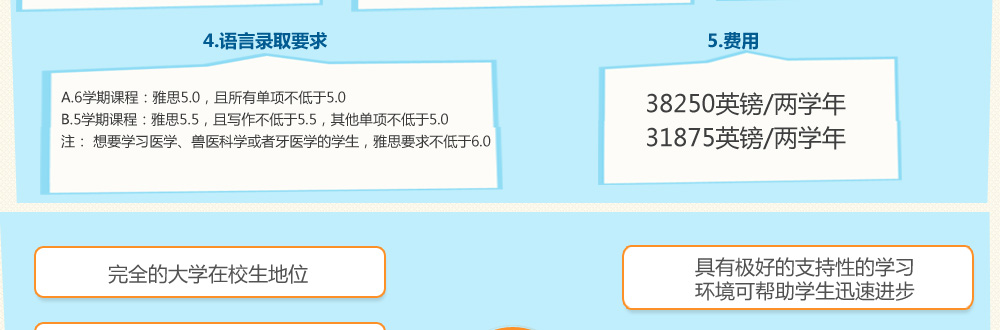 4.语言录取要求
A.6学期课程：雅思5.0，且所有单项不低于5.0
B.5学期课程：雅思5.5，且写作不低于5.5，其他单项不低于5.0
注： 想要学习医学、兽医科学或者牙医学的学生，雅思要求不低于6.0
5.费用
38250英镑/两学年
31875英镑/两学年
完全的大学在校生地位
具有极好的支持性的学习
环境可帮助学生迅速进步